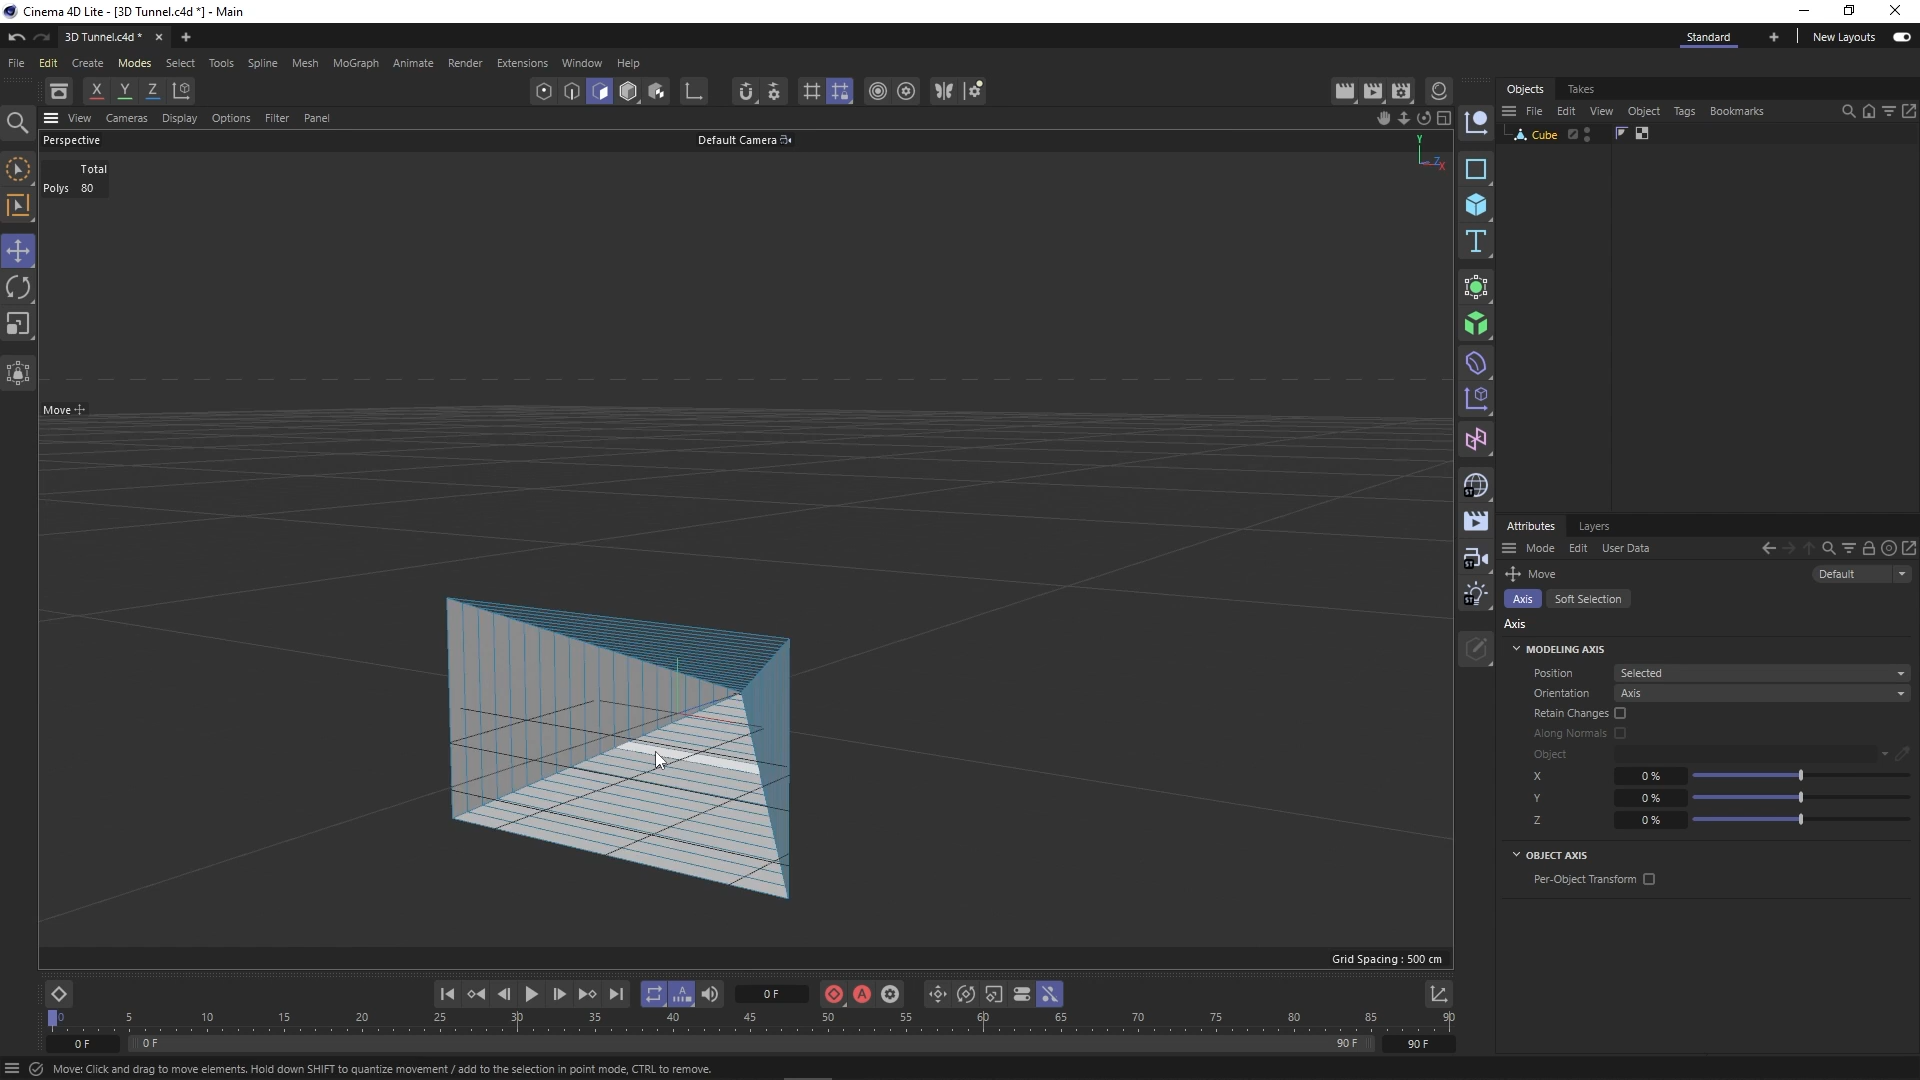 Cinema 4D Lite - [3D Tunnel.c4d *] - Main
3D Tunnel.c4d *
Standard
New Layouts
File Edit Create Modes Select Tools Spline Mesh MoGraph Animate Render Extensions Window Help
X Y Z
Objects Takes
View Cameras Display Options Filter Panel
File Edit View Object Tags Bookmarks
Perspective
Default Camera
Y
Z
X
Cube
Total
Polys 80
Move
Attributes Layers
Mode Edit User Data
Move
Default
Axis Soft Selection
Axis
MODELING AXIS
Position Selected
Orientation Axis
Retain Changes
Along Normals
Object
X 0 %
Y 0 %
Z 0 %
OBJECT AXIS
Per-Object Transform
Grid Spacing : 500 cm
0 F
0 5 10 15 20 25 30 35 40 45 50 55 60 65 70 75 80 85 90
0 F 0 F 90 F 90 F
Move: Click and drag to move elements. Hold down SHIFT to quantize movement / add to the selection in point mode, CTRL to remove.